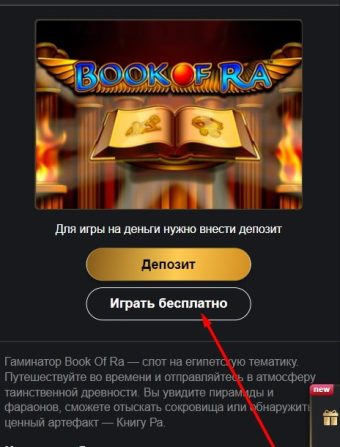 BOOK OF RA
Для игры на деньги нужно внести депозит
Депозит
Играть бесплатно
Гаминатор Book Of Ra — слот на египетскую тематику.
Путешествуйте во времени и отправляйтесь в атмосферу
таинственной древности. Вы увидите пирамиды и
фараонов, сможете отыскать сокровища или обнаружить
ценный артефакт — Книгу Ра.
new